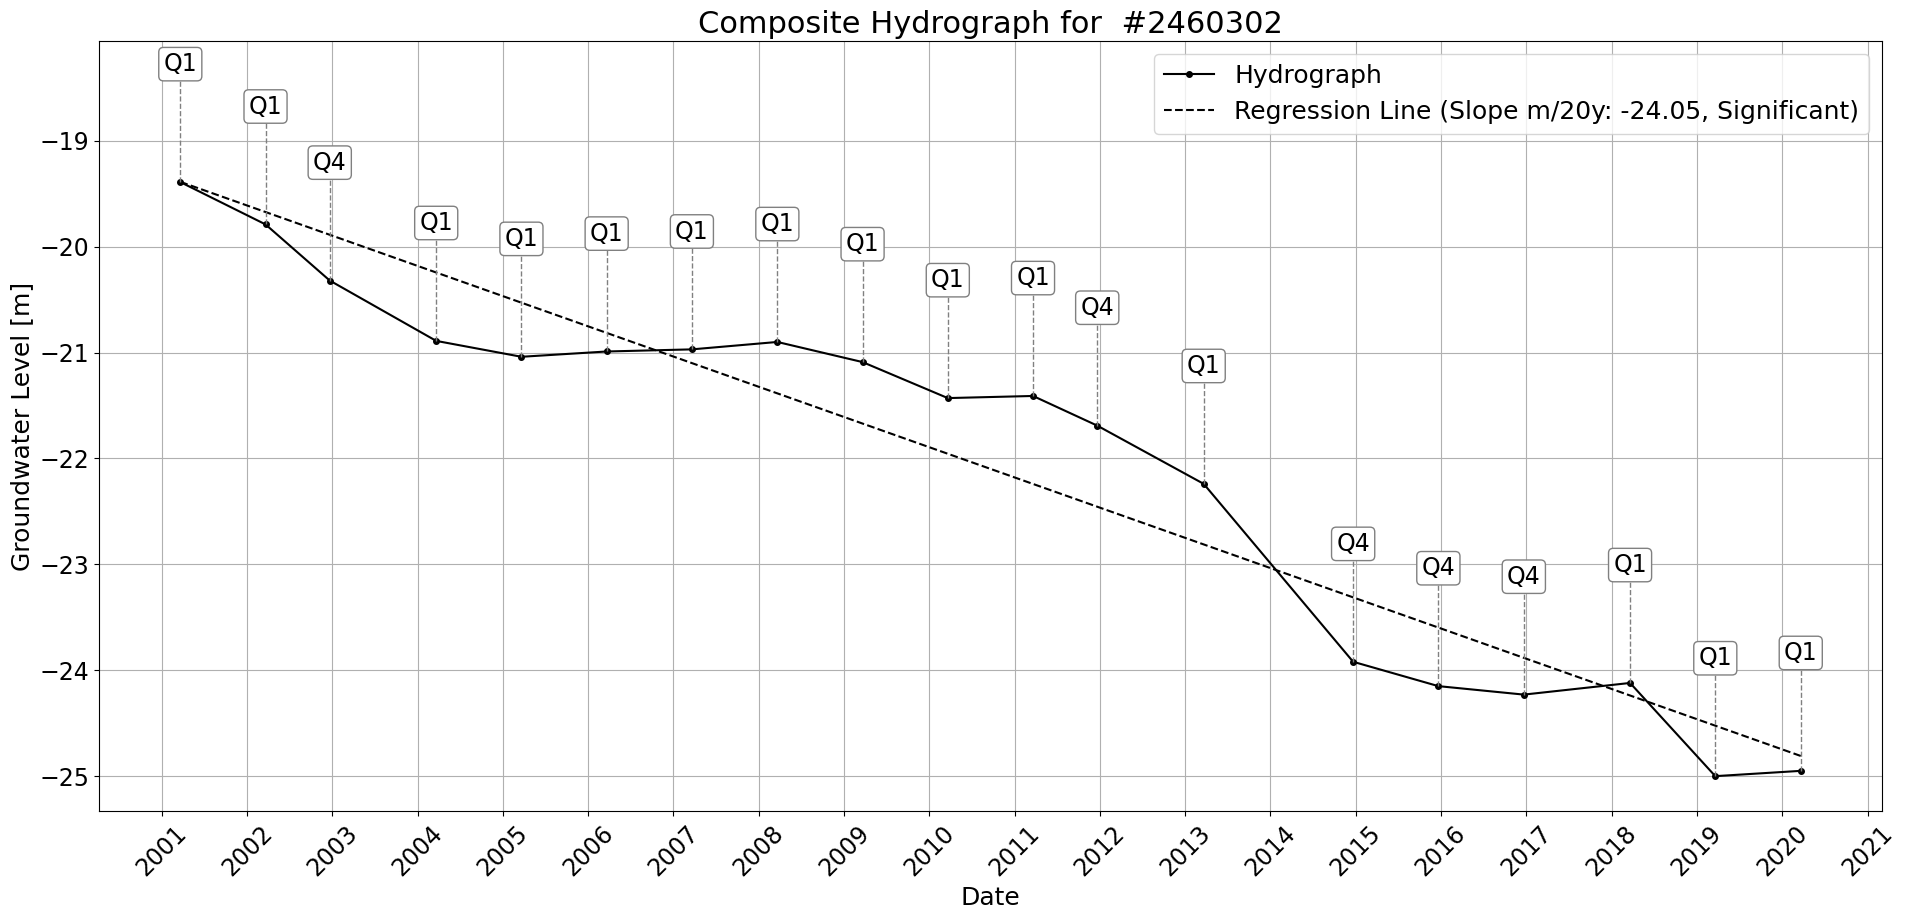 Composite Hydrograph for  #2460302
Hydrograph
Regression Line (Slope m/20y: -24.05, Significant)
Q1
Q1
Q4
Q1
Q1
Q1
Q1
Q1
Q1
Q1
Q1
Q4
Q1
Q4
Q4
Q4
Q1
Q1
Q1
Groundwater Level [m]
−19
−20
−21
−22
−23
−24
−25
2001
2002
2003
2004
2005
2006
2007
2008
2009
2010
2011
2012
2013
2014
2015
2016
2017
2018
2019
2020
2021
Date